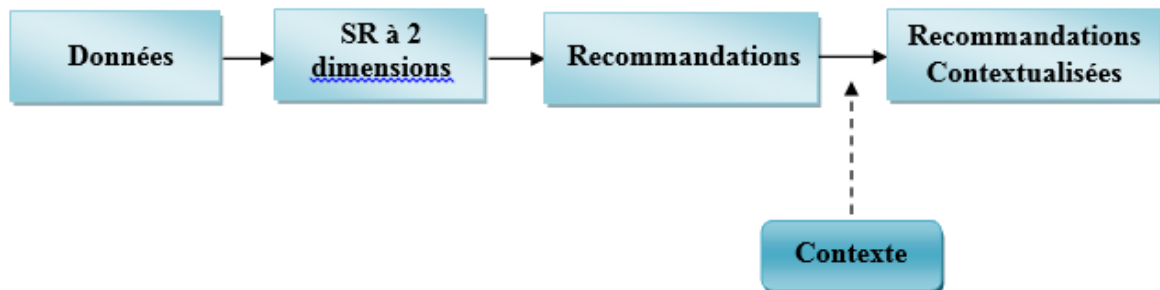 Données
SR à 2
dimensions
Recommandations
Recommandations
Contextualisées
Contexte